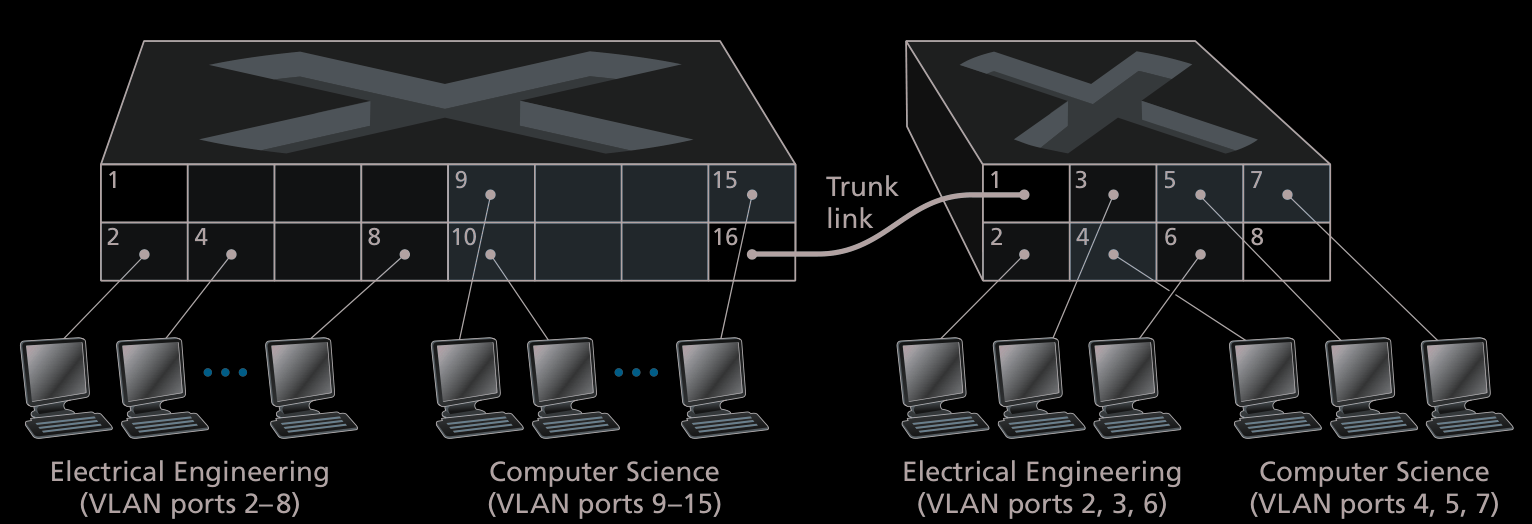 1
9
15
2
4
8
10
16
Trunk
link
1
3
5
7
2
4
6
8
Electrical Engineering
(VLAN ports 2–8)
Computer Science
(VLAN ports 9–15)
Electrical Engineering
(VLAN ports 2, 3, 6)
Computer Science
(VLAN ports 4, 5, 7)